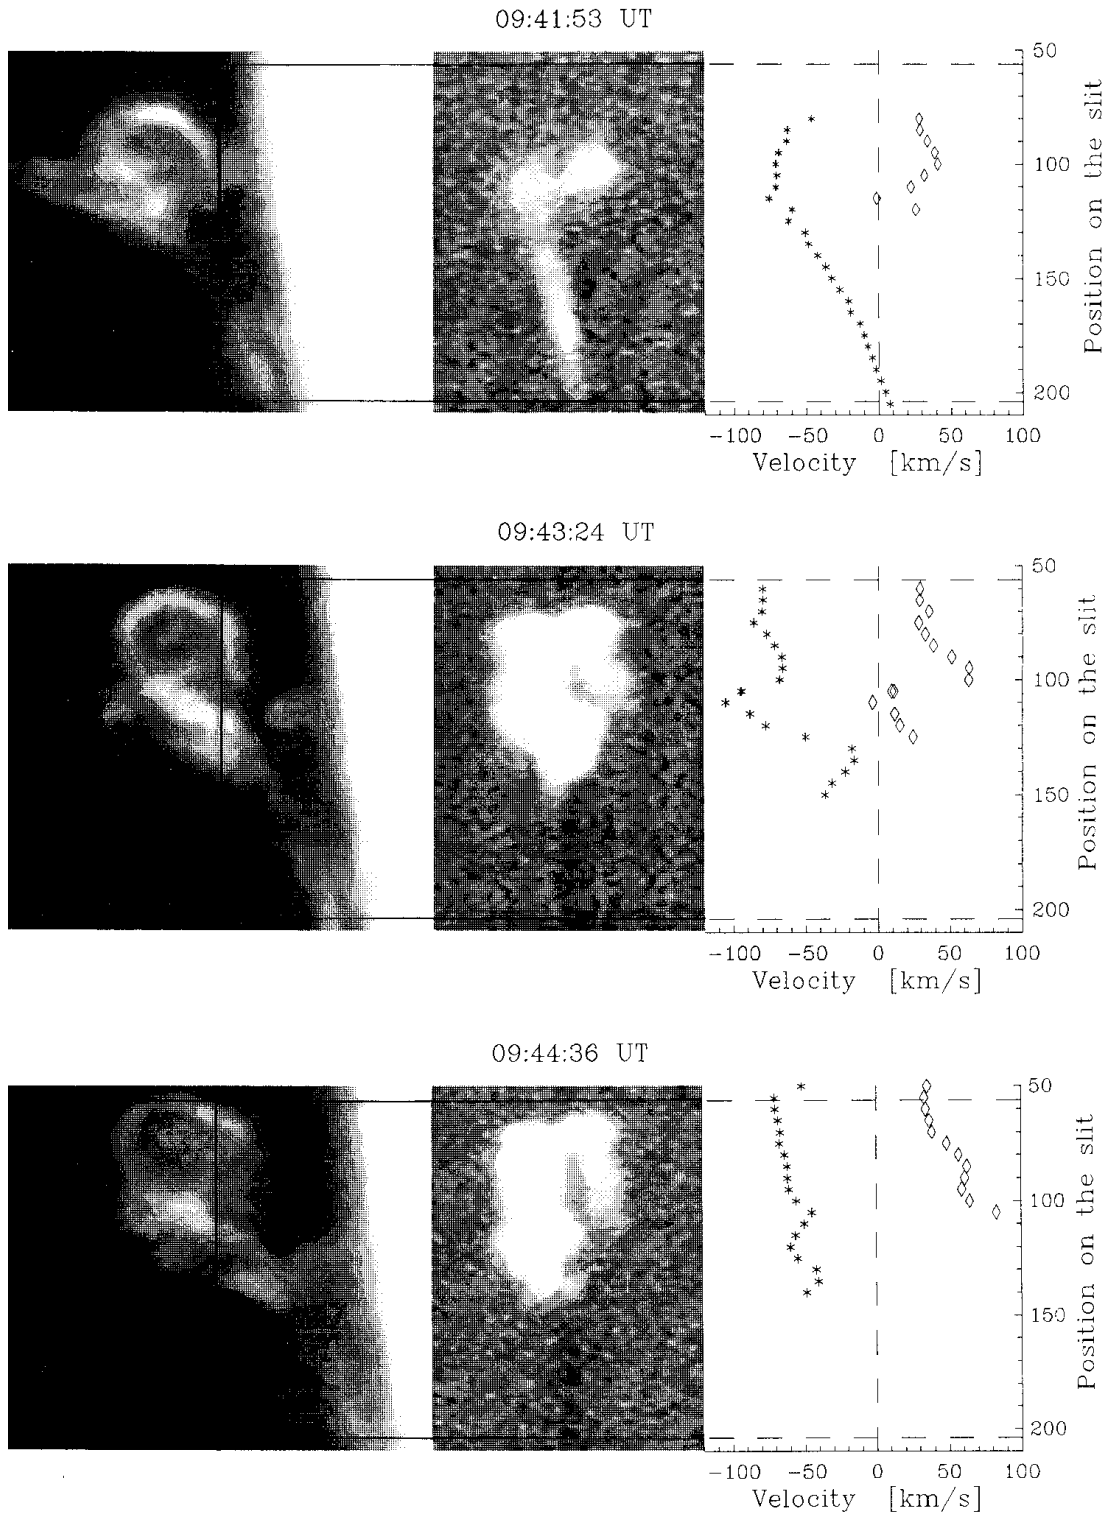 09:41:53 UT
50
100
150
200
Position on the slit
-100 -50 0 50 100
Velocity [km/s]
09:43:24 UT
50
100
150
200
Position on the slit
-100 -50 0 50 100
Velocity [km/s]
09:44:36 UT
50
100
150
200
Position on the slit
-100 -50 0 50 100
Velocity [km/s]